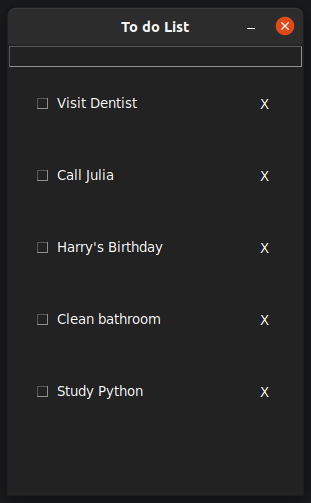 To do List
Visit Dentist X
Call Julia X
Harry's Birthday X
Clean bathroom X
Study Python X